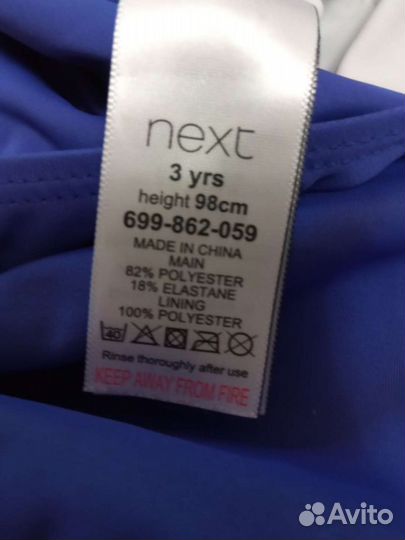 next
3 yrs
height 98cm
699-862-059
MADE IN CHINA
MAIN
82% POLYESTER
18% ELASTANE
LINING
100% POLYESTER
40
Rinse thoroughly after use
KEEP AWAY FROM FIRE
Avito